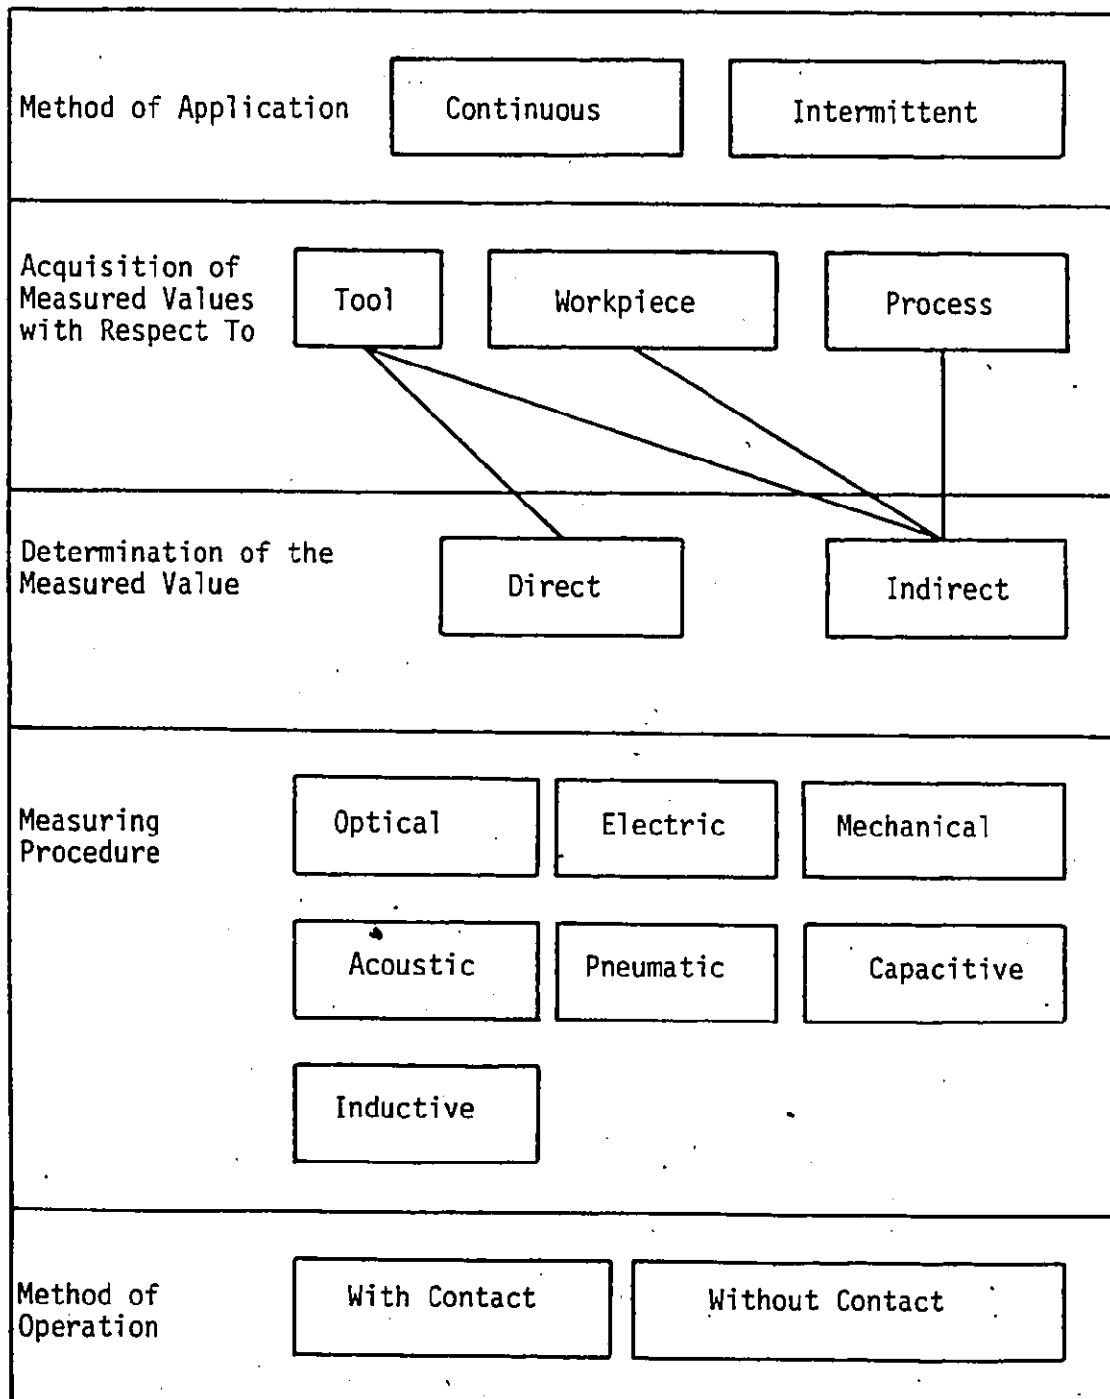 Method of Application
Continuous
Intermittent
Acquisition of
Measured Values
with Respect To
Tool
Workpiece
Process
Determination of the
Measured Value
Direct
Indirect
Measuring
Procedure
Optical
Electric
Mechanical
Acoustic
Pneumatic
Capacitive
Inductive
Method of
Operation
With Contact
Without Contact